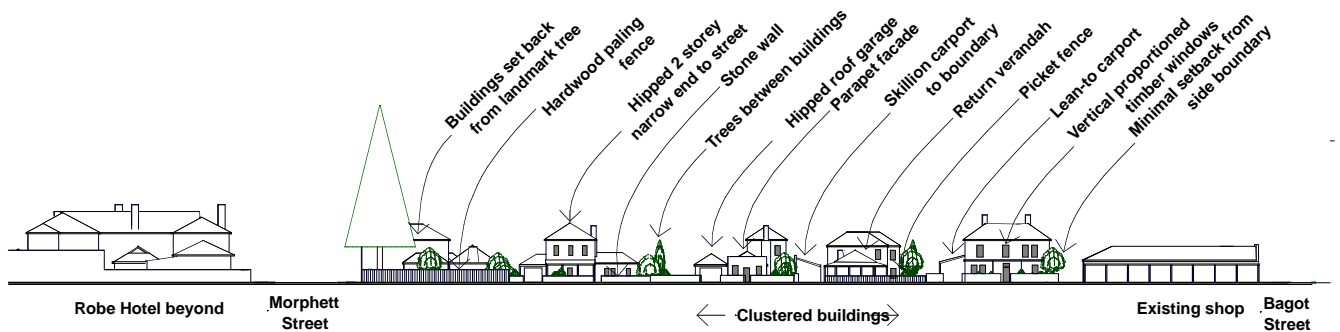 Buildings set back
from landmark tree
Hardwood paling
fence
Hipped 2 storey
narrow end to street
Stone wall
Trees between buildings
Hipped roof garage
Parapet facade
Skillion carport
to boundary
Return verandah
Picket fence
Lean-to carport
Vertical proportioned
timber windows
Minimal setback from
side boundary
Robe Hotel beyond
Morphett
Street
Clustered buildings
Existing shop
Bagot
Street